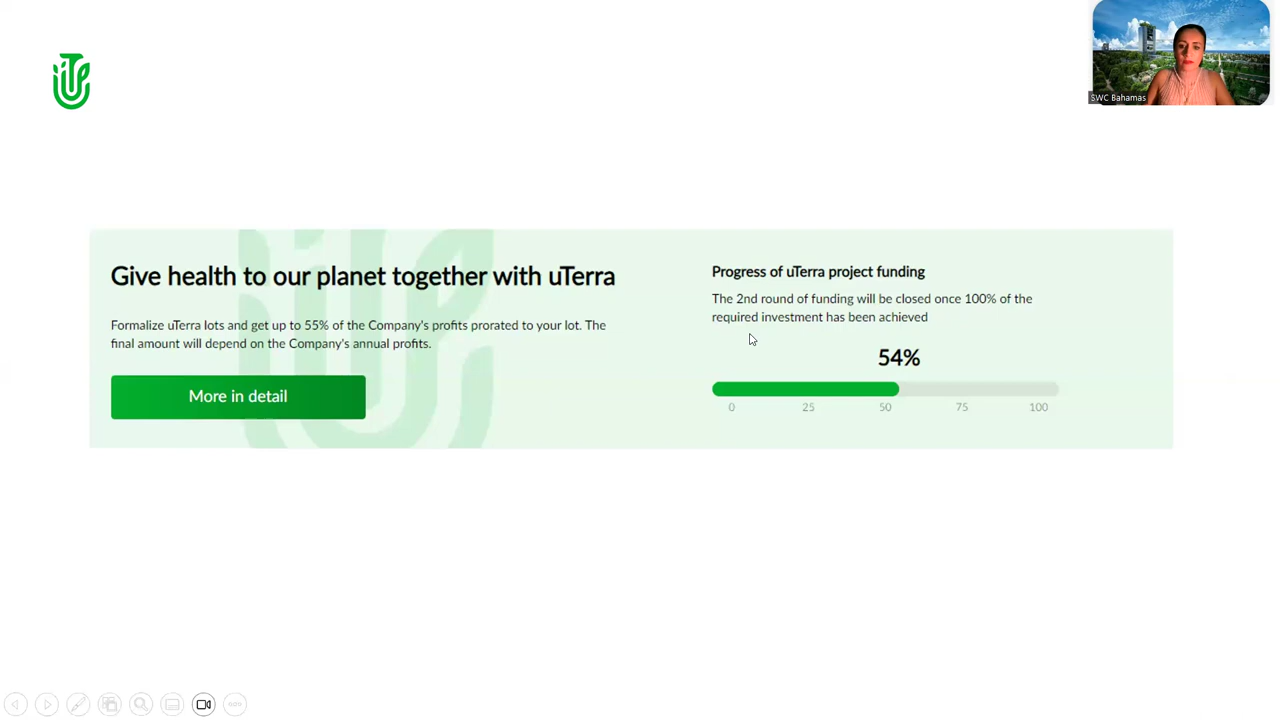 SWC Bahamas
Give health to our planet together with uTerra
Formalize uTerra lots and get up to 55% of the Company's profits prorated to your lot. The
final amount will depend on the Company's annual profits.
More in detail
Progress of uTerra project funding
The 2nd round of funding will be closed once 100% of the
required investment has been achieved
54%
0 25 50 75 100